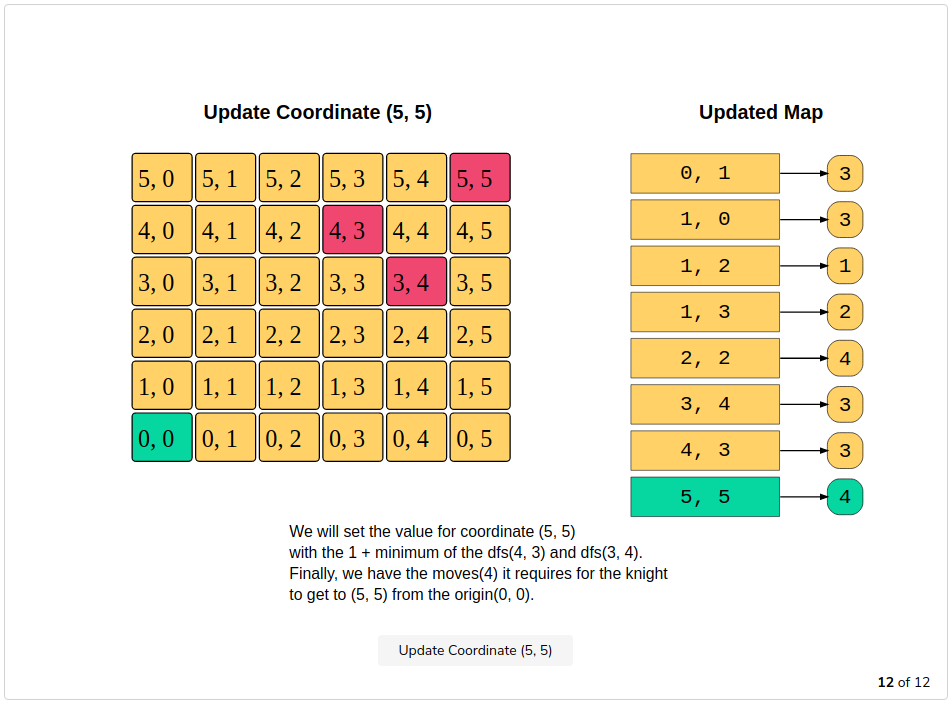 Update Coordinate (5, 5)
Updated Map
5, 0 5, 1 5, 2 5, 3 5, 4 5, 5
4, 0 4, 1 4, 2 4, 3 4, 4 4, 5
3, 0 3, 1 3, 2 3, 3 3, 4 3, 5
2, 0 2, 1 2, 2 2, 3 2, 4 2, 5
1, 0 1, 1 1, 2 1, 3 1, 4 1, 5
0, 0 0, 1 0, 2 0, 3 0, 4 0, 5
0, 1 3
1, 0 3
1, 2 1
1, 3 2
2, 2 4
3, 4 3
4, 3 3
5, 5 4
We will set the value for coordinate (5, 5)
with the 1 + minimum of the dfs(4, 3) and dfs(3, 4).
Finally, we have the moves(4) it requires for the knight
to get to (5, 5) from the origin(0, 0).
Update Coordinate (5, 5)
12 of 12